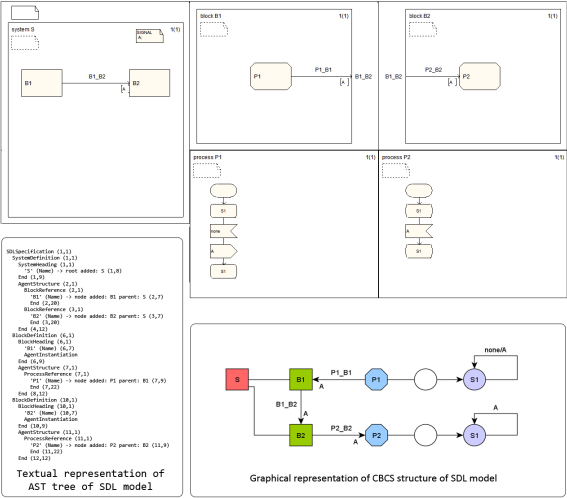 system S
1(1)
SIGNAL
A;
B1
B1_B2
B2
[A]
block B1
1(1)
P1
P1_B1
[A]
B1_B2
block B2
1(1)
B1_B2
P2_B2
[A]
P2
process P1
1(1)
S1
none
A
S1
process P2
1(1)
S1
A
S1
SDLSpecification (1,1)
SystemDefinition (1,1)
SystemHeading (1,1)
'S' (Name) -> root added: S (1,8)
End (1,9)
AgentStructure (2,1)
BlockReference (2,1)
'B1' (Name) -> node added: B1 parent: S (2,7)
End (2,20)
BlockReference (3,1)
'B2' (Name) -> node added: B2 parent: S (3,7)
End (3,20)
End (4,12)
BlockDefinition (6,1)
BlockHeading (6,1)
'B1' (Name) (6,7)
AgentInstantiation
End (6,9)
AgentStructure (7,1)
ProcessReference (7,1)
'P1' (Name) -> node added: P1 parent: B1 (7,9)
End (7,22)
End (8,12)
BlockDefinition (10,1)
BlockHeading (10,1)
'B2' (Name) (10,7)
AgentInstantiation
End (10,9)
AgentStructure (11,1)
ProcessReference (11,1)
'P2' (Name) -> node added: P2 parent: B2 (11,9)
End (11,22)
End (12,12)
Textual representation of
AST tree of SDL model
none/A
S
B1
P1_B1
A
P1
S1
B1_B2
A
A
B2
P2_B2
A
P2
S1
Graphical representation of CBCS structure of SDL model